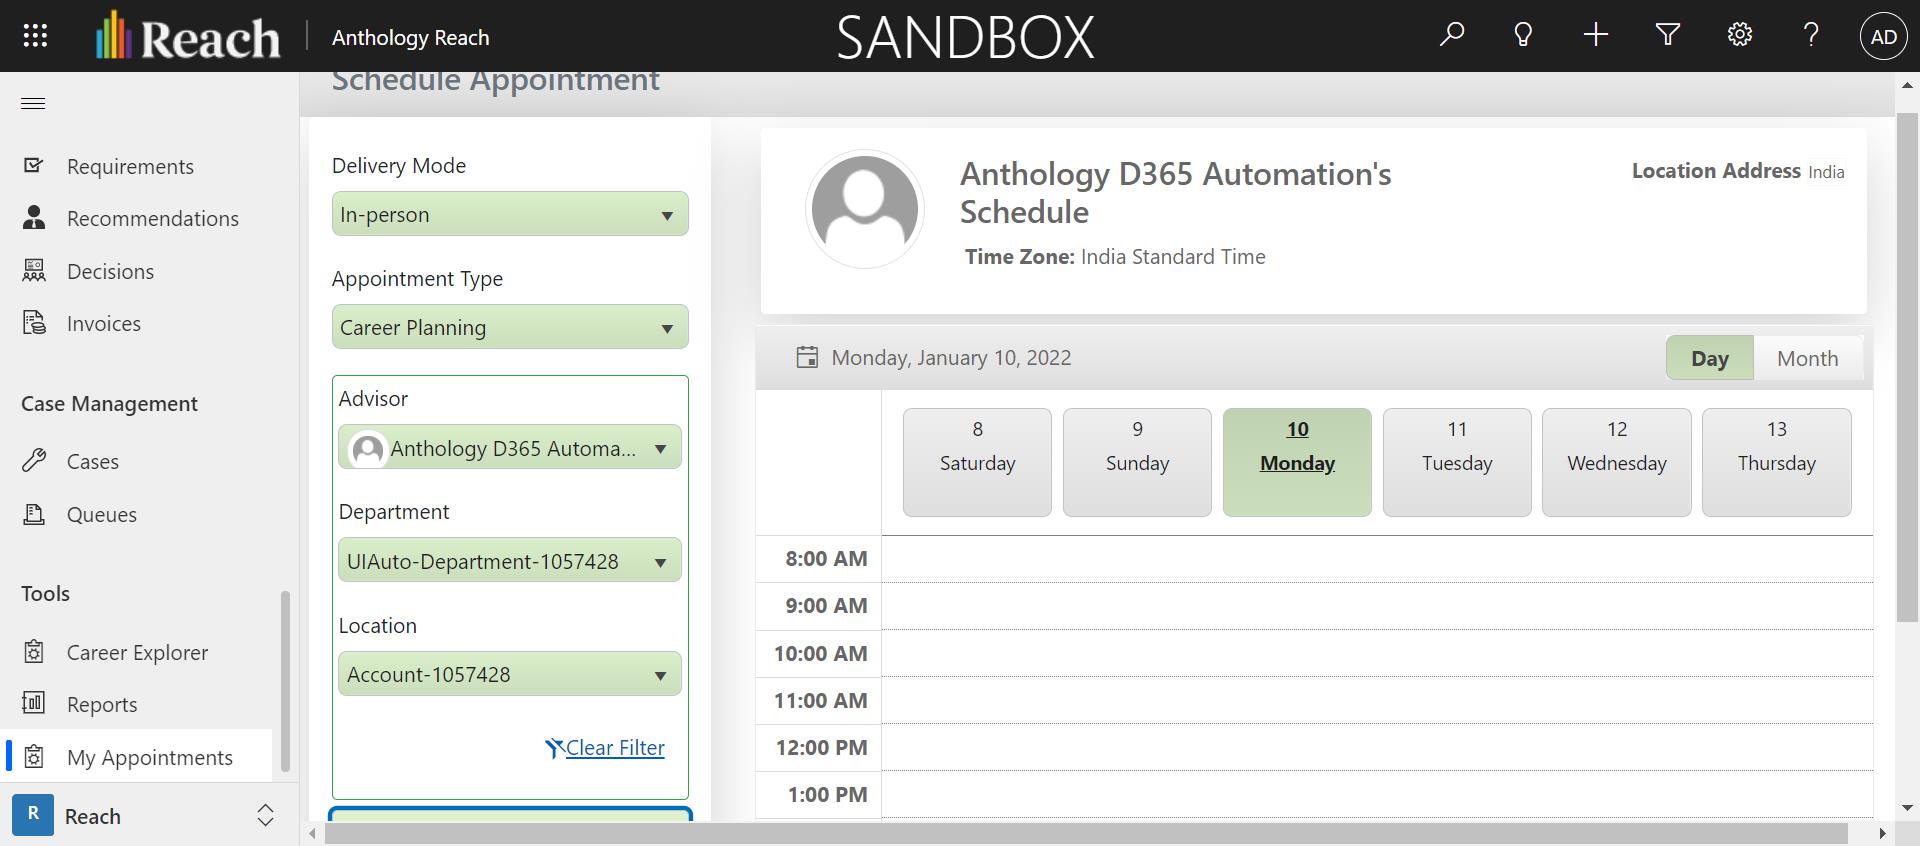 Reach
Anthology Reach
SANDBOX
?
AD
Schedule Appointment
Requirements
Recommendations
Decisions
Invoices
Case Management
Cases
Queues
Tools
Career Explorer
Reports
My Appointments
R
Reach
Delivery Mode
In-person
Appointment Type
Career Planning
Advisor
Anthology D365 Automa...
Department
UIAuto-Department-1057428
Location
Account-1057428
Clear Filter
Anthology D365 Automation's
Schedule
Time Zone: India Standard Time
Location Address India
Monday, January 10, 2022
Day
Month
8
Saturday
9
Sunday
10
Monday
11
Tuesday
12
Wednesday
13
Thursday
8:00 AM
9:00 AM
10:00 AM
11:00 AM
12:00 PM
1:00 PM